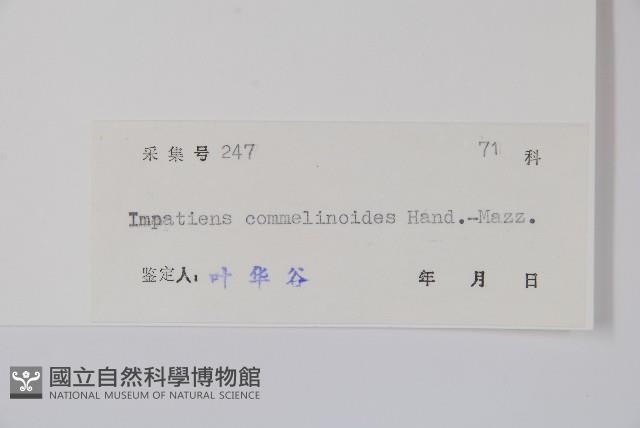 采集号 247 71 科
Impatiens commelinoides Hand.-Mazz.
鉴定人: 叶华谷 年 月 日
國立自然科學博物館
NATIONAL MUSEUM OF NATURAL SCIENCE